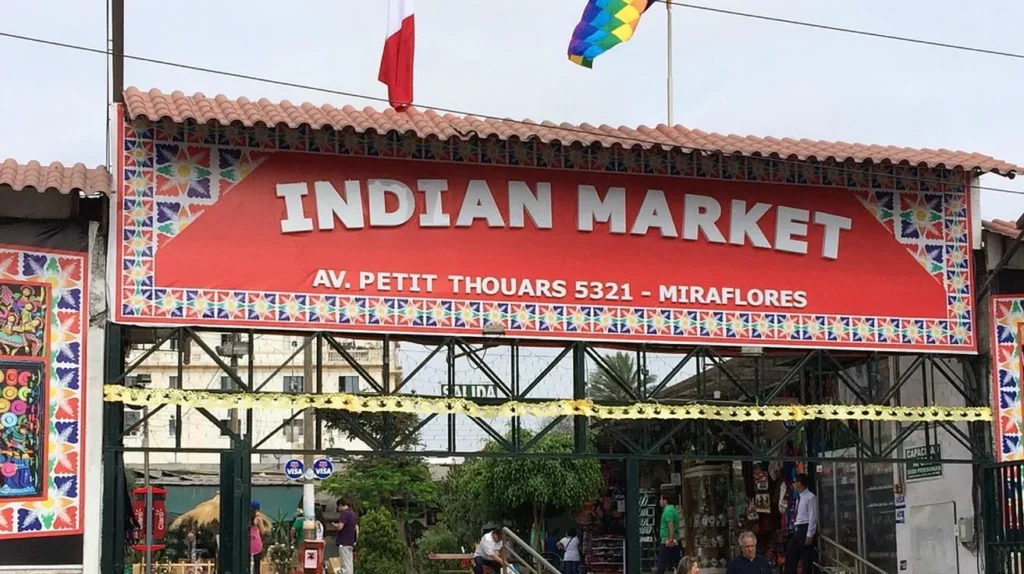 INDIAN MARKET
AV. PETIT THOUARS 5321 - MIRAFLORES
SALIDA
VISA VISA